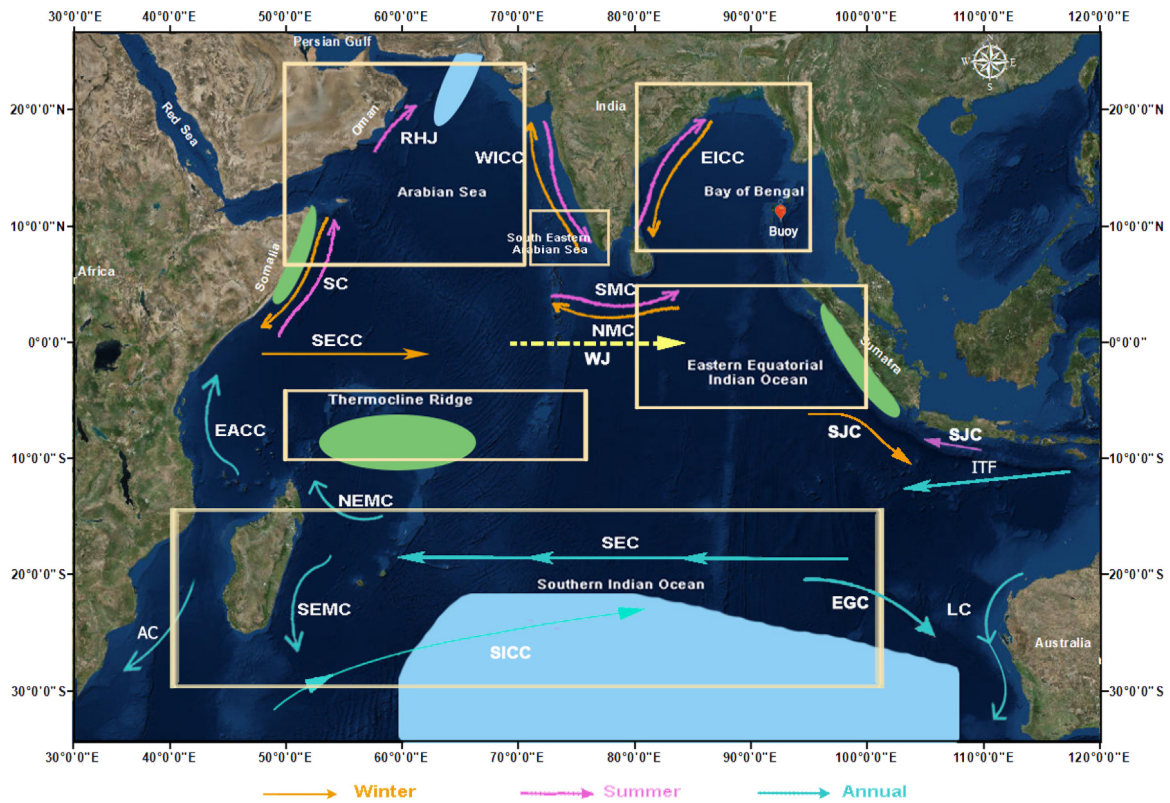 30°0'0"E 40°0'0"E 50°0'0"E 60°0'0"E 70°0'0"E 80°0'0"E 90°0'0"E 100°0'0"E 110°0'0"E 120°0'0"E
Persian Gulf
N
W E
S
20°0'0"N
Red Sea
Oman
RHJ
India
20°0'0"N
WICC
EICC
Arabian Sea
Bay of Bengal
10°0'0"N
South Eastern
Arabian Sea
Buoy
10°0'0"N
Africa
Somalia
SC
SMC
NMC
0°0'0"
SECC
WJ
Sumatra
0°0'0"
Eastern Equatorial
Indian Ocean
Thermocline Ridge
EACC
SJC
SJC
10°0'0"S
ITF
10°0'0"S
NEMC
SEC
20°0'0"S
Southern Indian Ocean
20°0'0"S
SEMC
EGC
LC
AC
SICC
Australia
30°0'0"S
30°0'0"S
30°0'0"E 40°0'0"E 50°0'0"E 60°0'0"E 70°0'0"E 80°0'0"E 90°0'0"E 100°0'0"E 110°0'0"E 120°0'0"E
Winter Summer Annual